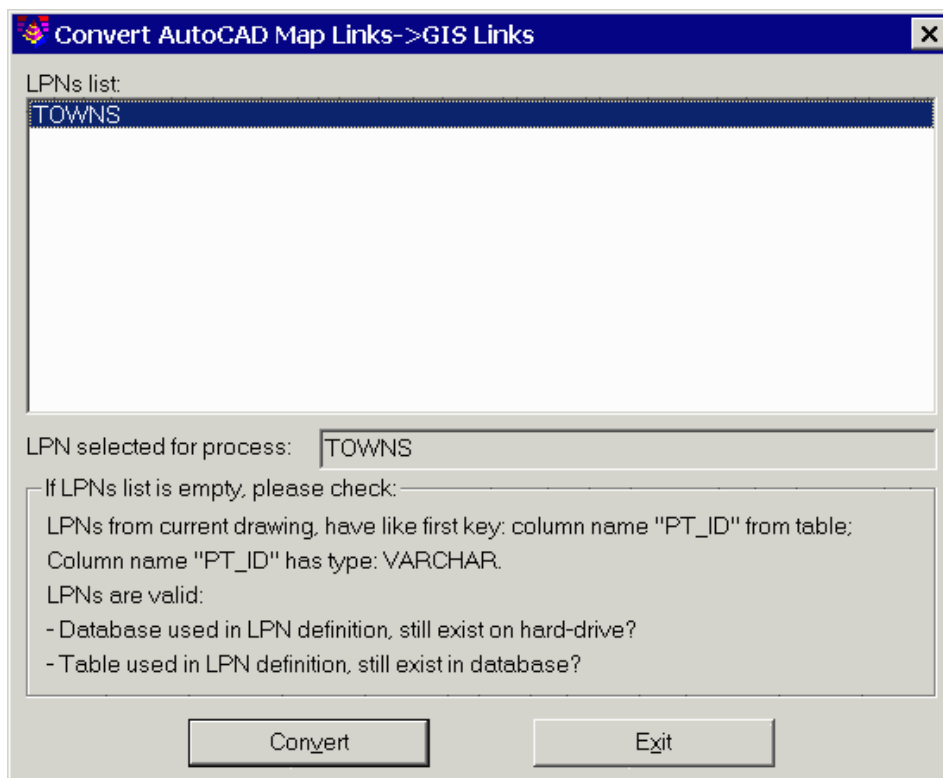 Convert AutoCAD Map Links->GIS Links
LPNs list:
TOWNS
LPN selected for process: TOWNS
If LPNs list is empty, please check:
LPNs from current drawing, have like first key: column name "PT_ID" from table;
Column name "PT_ID" has type: VARCHAR.
LPNs are valid:
- Database used in LPN definition, still exist on hard-drive?
- Table used in LPN definition, still exist in database?
Convert Exit